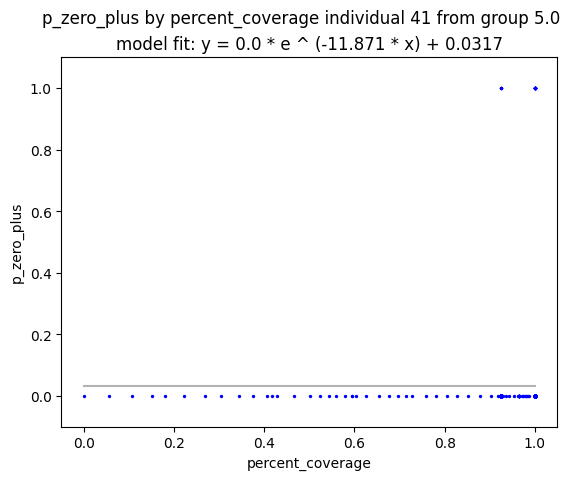 p_zero_plus by percent_coverage individual 41 from group 5.0
model fit: y = 0.0 * e ^ (-11.871 * x) + 0.0317
1.0
0.8
0.6
0.4
0.2
0.0
p_zero_plus
0.0 0.2 0.4 0.6 0.8 1.0
percent_coverage